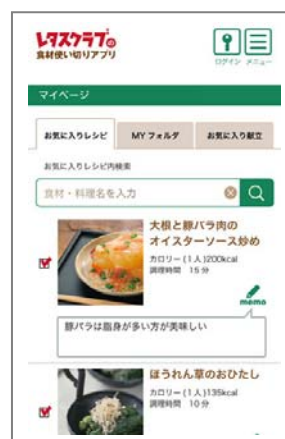 レタスクラブの
食材使い切りアプリ
ログイン メニュー
マイページ
お気に入りレシピ MYフォルダ お気に入り献立
お気に入りレシピ内検索
食材・料理名を入力
大根と豚バラ肉の
オイスターソース炒め
カロリー(1人)200kcal
調理時間 15分
memo
豚バラは脂身が多い方が美味しい
ほうれん草のおひたし
カロリー(1人)135kcal
調理時間 10分